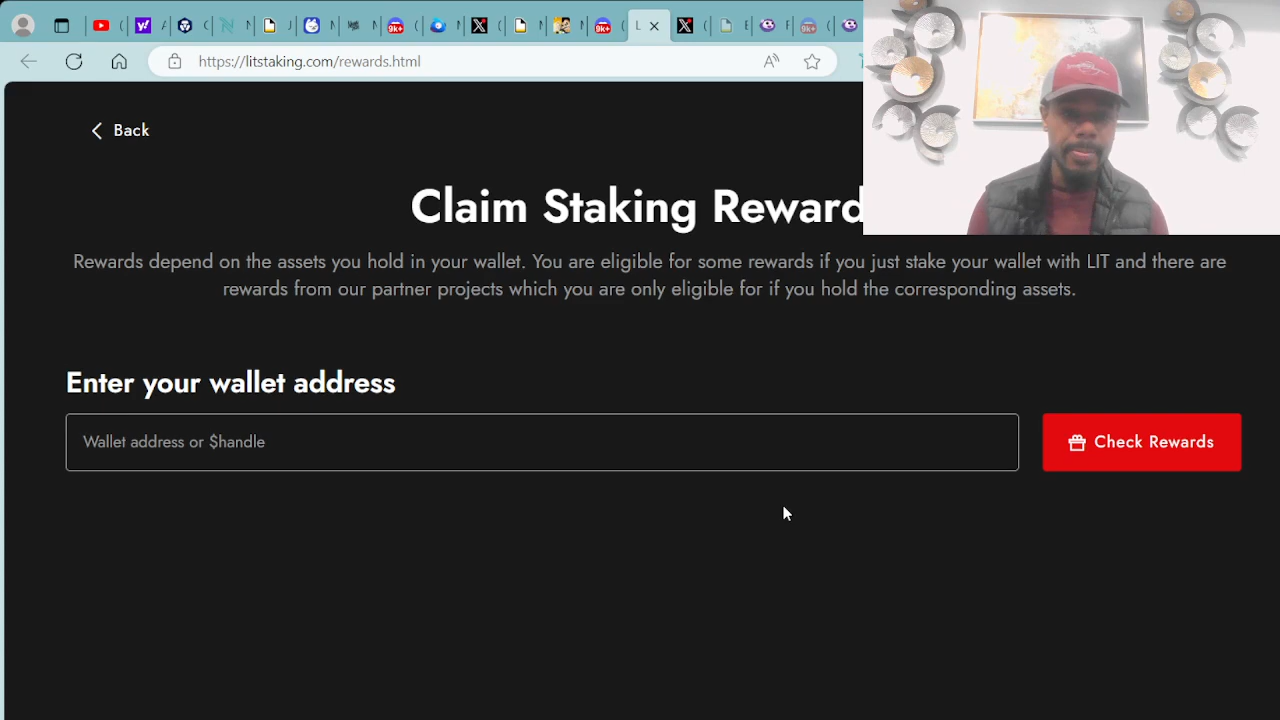 https://litstaking.com/rewards.html
Back
Claim Staking Reward
Rewards depend on the assets you hold in your wallet. You are eligible for some rewards if you just stake your wallet with LIT and there are
rewards from our partner projects which you are only eligible for if you hold the corresponding assets.
Enter your wallet address
Wallet address or $handle
Check Rewards